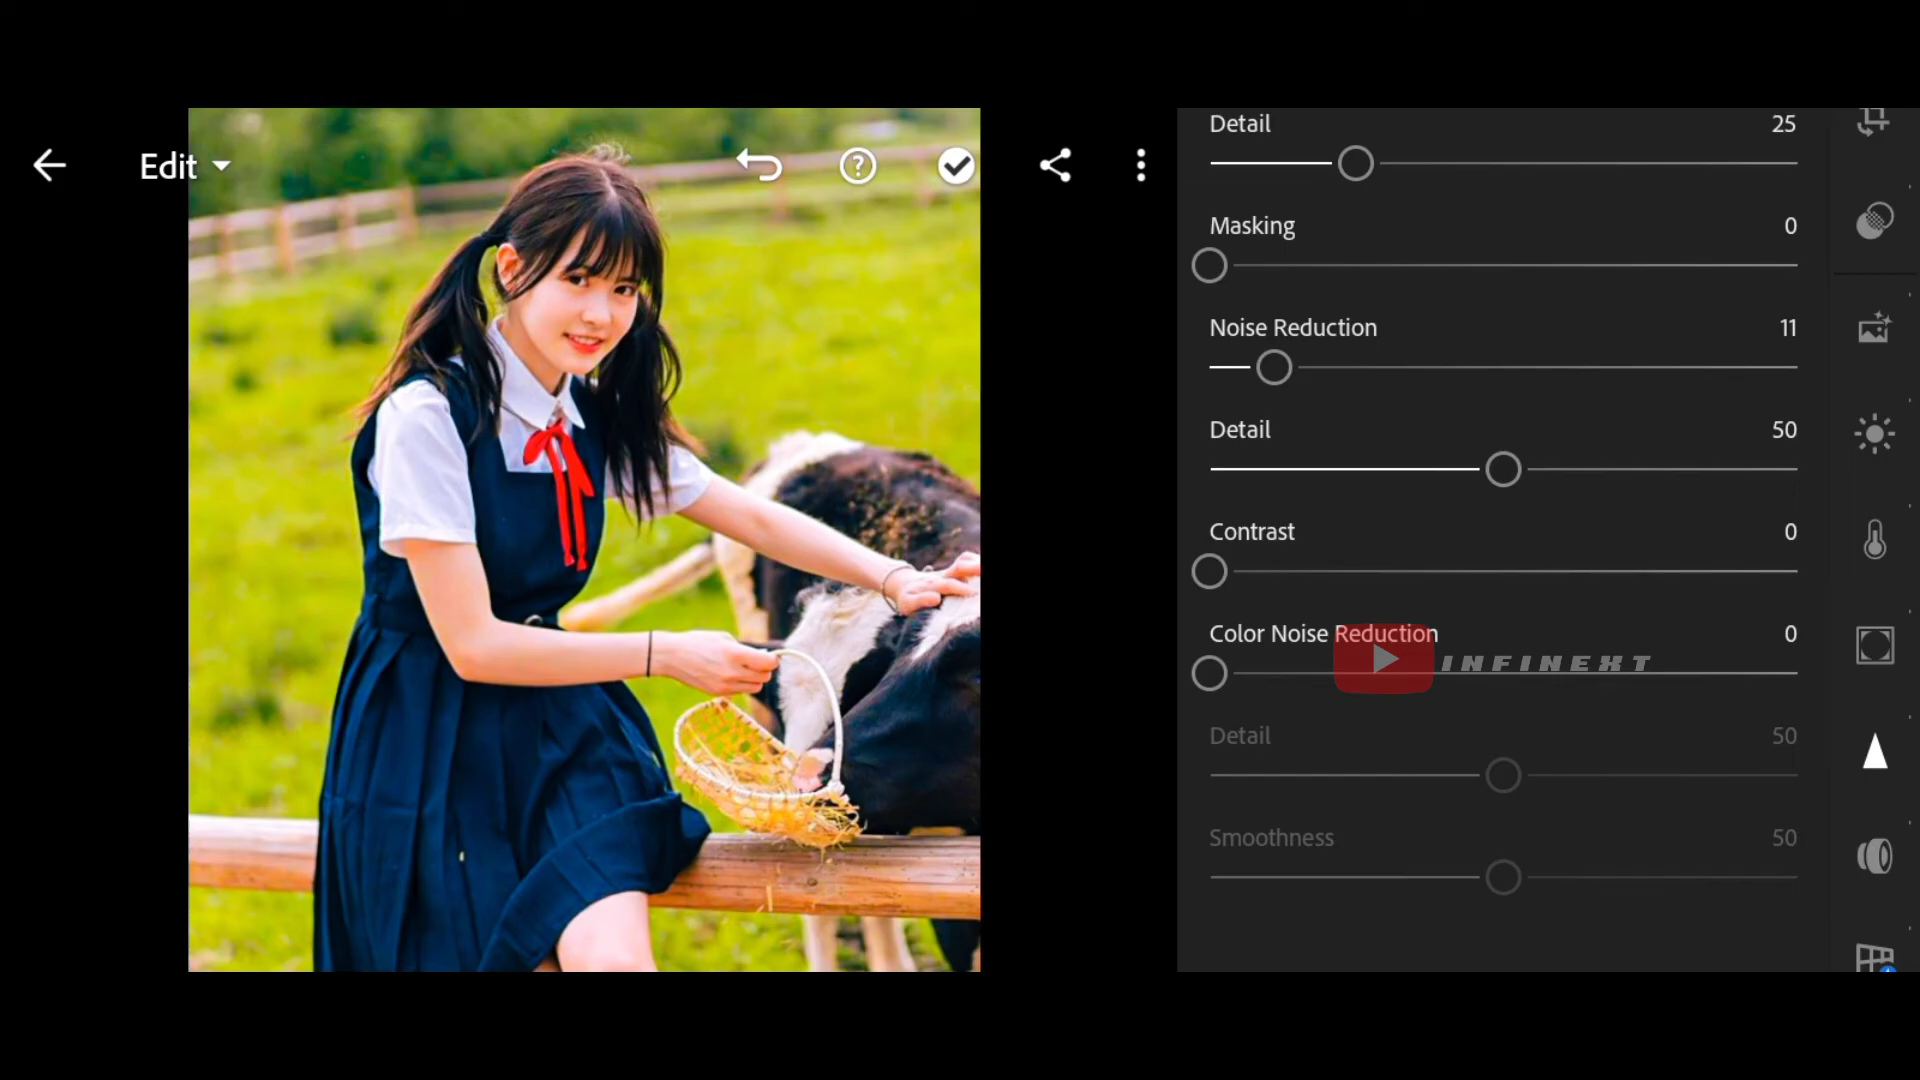 Edit
Detail 25
Masking 0
Noise Reduction 11
Detail 50
Contrast 0
Color Noise Reduction 0
INFINEXT
Detail 50
Smoothness 50